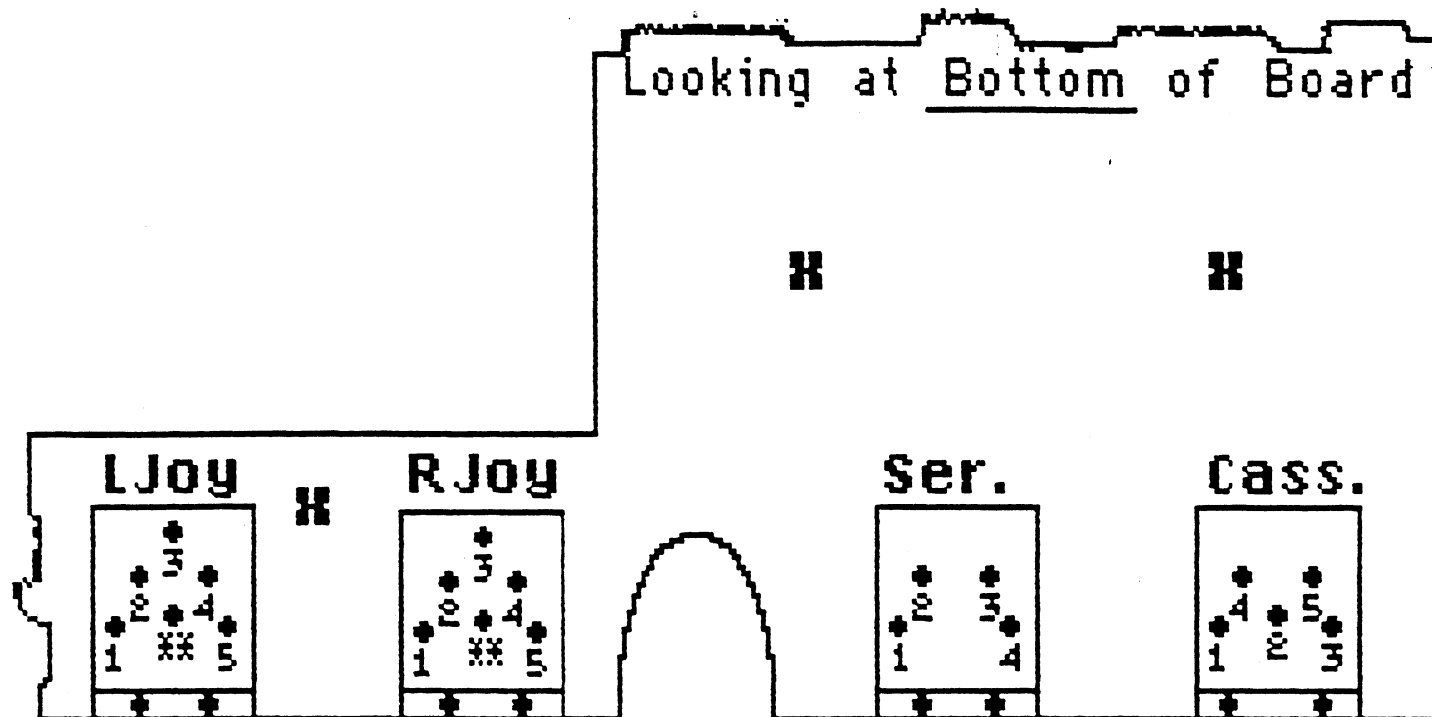 Looking at Bottom of Board
LJoy RJoy Ser. Cass.
3 3
2 4 2 4 2 3 4 5
1 ** 5 1 ** 5 1 4 1 2 3